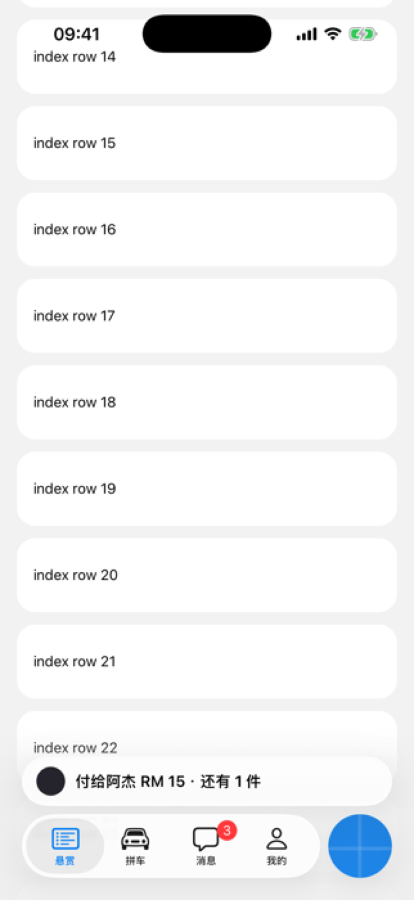 09:41
index row 14
index row 15
index row 16
index row 17
index row 18
index row 19
index row 20
index row 21
index row 22
付给阿杰 RM 15 · 还有 1 件
3
悬赏 拼车 消息 我的